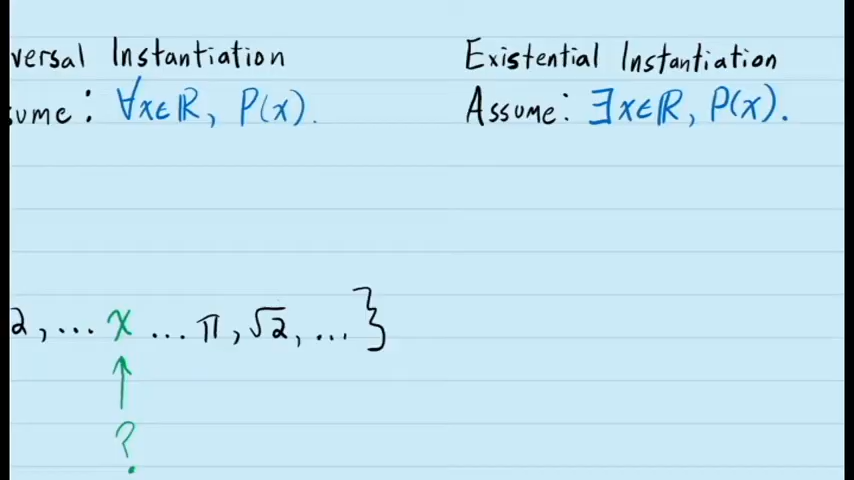 versal Instantiation
ume: ∀x∈ℝ, P(x).
Existential Instantiation
Assume: ∃x∈ℝ, P(x).
2, ... x ... π, √2, ... }
?